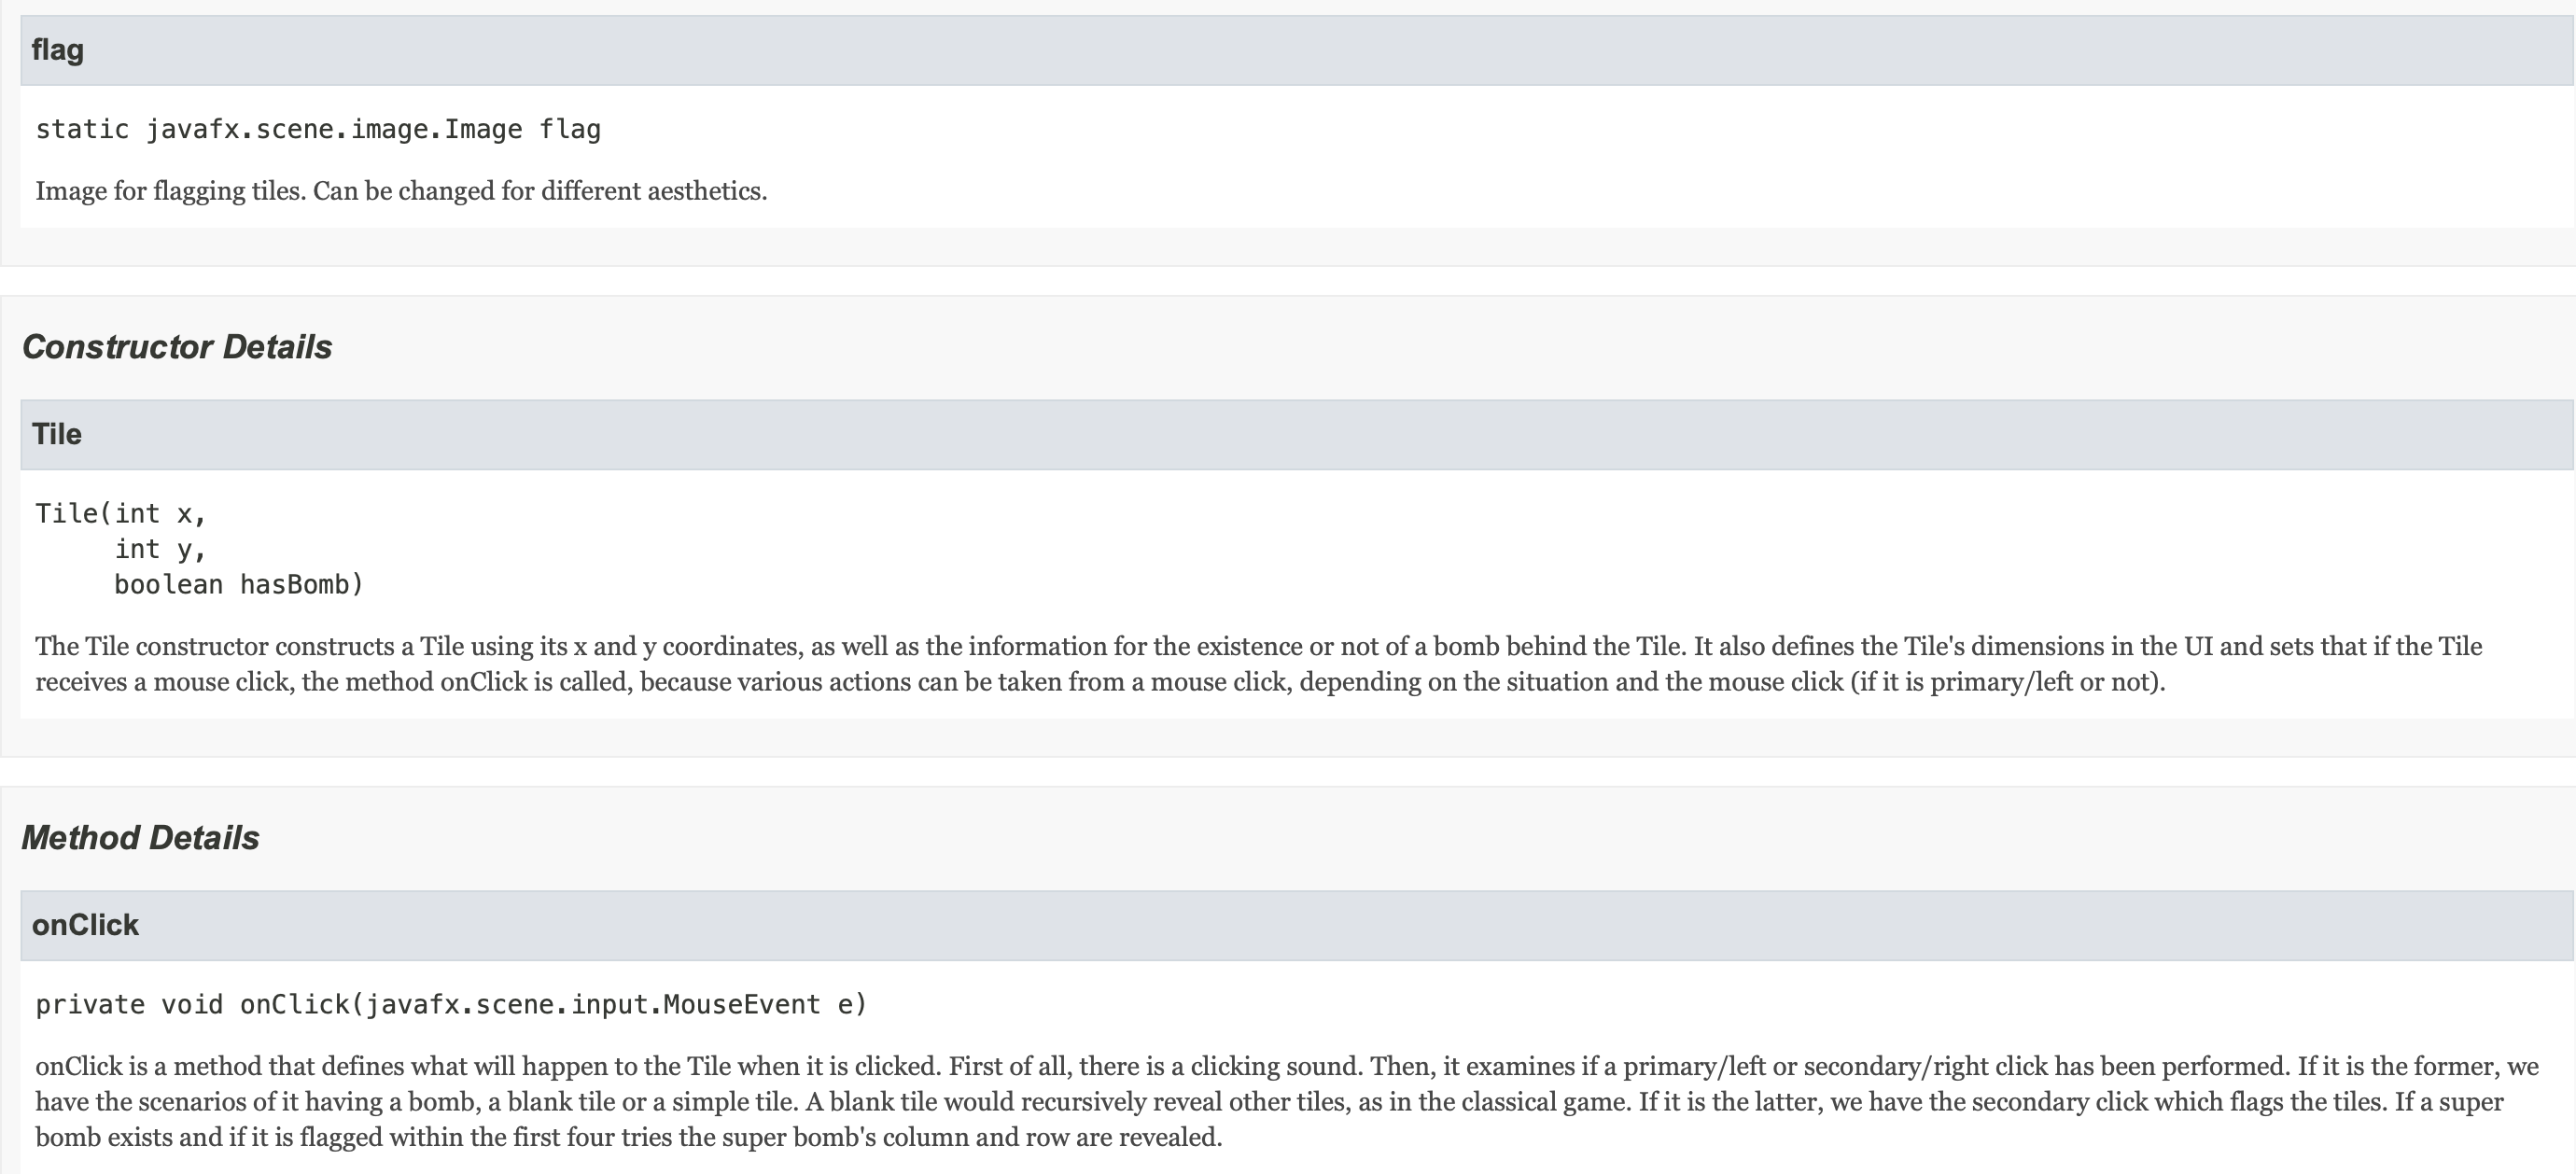 flag
static javafx.scene.image.Image flag
Image for flagging tiles. Can be changed for different aesthetics.
Constructor Details
Tile
Tile(int x,
     int y,
     boolean hasBomb)
The Tile constructor constructs a Tile using its x and y coordinates, as well as the information for the existence or not of a bomb behind the Tile. It also defines the Tile's dimensions in the UI and sets that if the Tile
receives a mouse click, the method onClick is called, because various actions can be taken from a mouse click, depending on the situation and the mouse click (if it is primary/left or not).
Method Details
onClick
private void onClick(javafx.scene.input.MouseEvent e)
onClick is a method that defines what will happen to the Tile when it is clicked. First of all, there is a clicking sound. Then, it examines if a primary/left or secondary/right click has been performed. If it is the former, we
have the scenarios of it having a bomb, a blank tile or a simple tile. A blank tile would recursively reveal other tiles, as in the classical game. If it is the latter, we have the secondary click which flags the tiles. If a super
bomb exists and if it is flagged within the first four tries the super bomb's column and row are revealed.